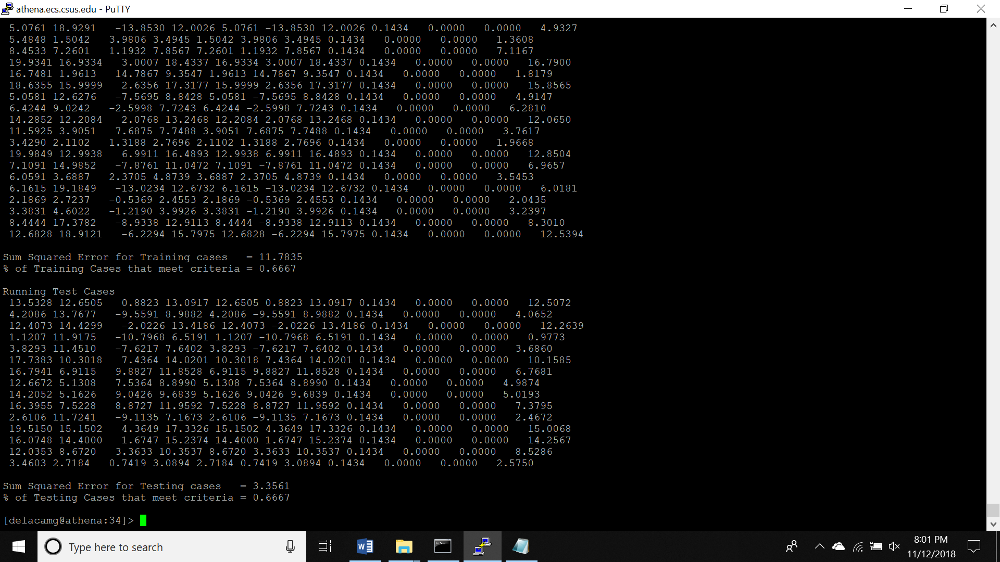 athena.ecs.csus.edu - PuTTY
5.0761 18.9291 -13.8530 12.0026 5.0761 -13.8530 12.0026 0.1434 0.0000 0.0000 4.9327
5.4848 1.5042 3.9806 3.4945 1.5042 3.9806 3.4945 0.1434 0.0000 0.0000 1.3608
8.4533 7.2601 1.1932 7.8567 7.2601 1.1932 7.8567 0.1434 0.0000 0.0000 7.1167
19.9341 16.9334 3.0007 18.4337 16.9334 3.0007 18.4337 0.1434 0.0000 0.0000 16.7900
16.7481 1.9613 14.7867 9.3547 1.9613 14.7867 9.3547 0.1434 0.0000 0.0000 1.8179
18.6355 15.9999 2.6356 17.3177 15.9999 2.6356 17.3177 0.1434 0.0000 0.0000 15.8565
5.0581 12.6276 -7.5695 8.8428 5.0581 -7.5695 8.8428 0.1434 0.0000 0.0000 4.9147
6.4244 9.0242 -2.5998 7.7243 6.4244 -2.5998 7.7243 0.1434 0.0000 0.0000 6.2810
14.2852 12.2084 2.0768 13.2468 12.2084 2.0768 13.2468 0.1434 0.0000 0.0000 12.0650
11.5925 3.9051 7.6875 7.7488 3.9051 7.6875 7.7488 0.1434 0.0000 0.0000 3.7617
3.4290 2.1102 1.3188 2.7696 2.1102 1.3188 2.7696 0.1434 0.0000 0.0000 1.9668
19.9849 12.9938 6.9911 16.4893 12.9938 6.9911 16.4893 0.1434 0.0000 0.0000 12.8504
7.1091 14.9852 -7.8761 11.0472 7.1091 -7.8761 11.0472 0.1434 0.0000 0.0000 6.9657
6.0591 3.6887 2.3705 4.8739 3.6887 2.3705 4.8739 0.1434 0.0000 0.0000 3.5453
6.1615 19.1849 -13.0234 12.6732 6.1615 -13.0234 12.6732 0.1434 0.0000 0.0000 6.0181
2.1869 2.7237 -0.5369 2.4553 2.1869 -0.5369 2.4553 0.1434 0.0000 0.0000 2.0435
3.3831 4.6022 -1.2190 3.9926 3.3831 -1.2190 3.9926 0.1434 0.0000 0.0000 3.2397
8.4444 17.3782 -8.9338 12.9113 8.4444 -8.9338 12.9113 0.1434 0.0000 0.0000 8.3010
12.6828 18.9121 -6.2294 15.7975 12.6828 -6.2294 15.7975 0.1434 0.0000 0.0000 12.5394
Sum Squared Error for Training cases = 11.7835
% of Training Cases that meet criteria = 0.6667
Running Test Cases
13.5328 12.6505 0.8823 13.0917 12.6505 0.8823 13.0917 0.1434 0.0000 0.0000 12.5072
4.2086 13.7677 -9.5591 8.9882 4.2086 -9.5591 8.9882 0.1434 0.0000 0.0000 4.0652
12.4073 14.4299 -2.0226 13.4186 12.4073 -2.0226 13.4186 0.1434 0.0000 0.0000 12.2639
1.1207 11.9175 -10.7968 6.5191 1.1207 -10.7968 6.5191 0.1434 0.0000 0.0000 0.9773
3.8293 11.4510 -7.6217 7.6402 3.8293 -7.6217 7.6402 0.1434 0.0000 0.0000 3.6860
17.7383 10.3018 7.4364 14.0201 10.3018 7.4364 14.0201 0.1434 0.0000 0.0000 10.1585
16.7941 6.9115 9.8827 11.8528 6.9115 9.8827 11.8528 0.1434 0.0000 0.0000 6.7681
12.6672 5.1308 7.5364 8.8990 5.1308 7.5364 8.8990 0.1434 0.0000 0.0000 4.9874
14.2052 5.1626 9.0426 9.6839 5.1626 9.0426 9.6839 0.1434 0.0000 0.0000 5.0193
16.3955 7.5228 8.8727 11.9592 7.5228 8.8727 11.9592 0.1434 0.0000 0.0000 7.3795
2.6106 11.7241 -9.1135 7.1673 2.6106 -9.1135 7.1673 0.1434 0.0000 0.0000 2.4672
19.5150 15.1502 4.3649 17.3326 15.1502 4.3649 17.3326 0.1434 0.0000 0.0000 15.0068
16.0748 14.4000 1.6747 15.2374 14.4000 1.6747 15.2374 0.1434 0.0000 0.0000 14.2567
12.0353 8.6720 3.3633 10.3537 8.6720 3.3633 10.3537 0.1434 0.0000 0.0000 8.5286
3.4603 2.7184 0.7419 3.0894 2.7184 0.7419 3.0894 0.1434 0.0000 0.0000 2.5750
Sum Squared Error for Testing cases = 3.3561
% of Testing Cases that meet criteria = 0.6667
[delacamg@athena:34]>
Type here to search
8:01 PM
11/12/2018